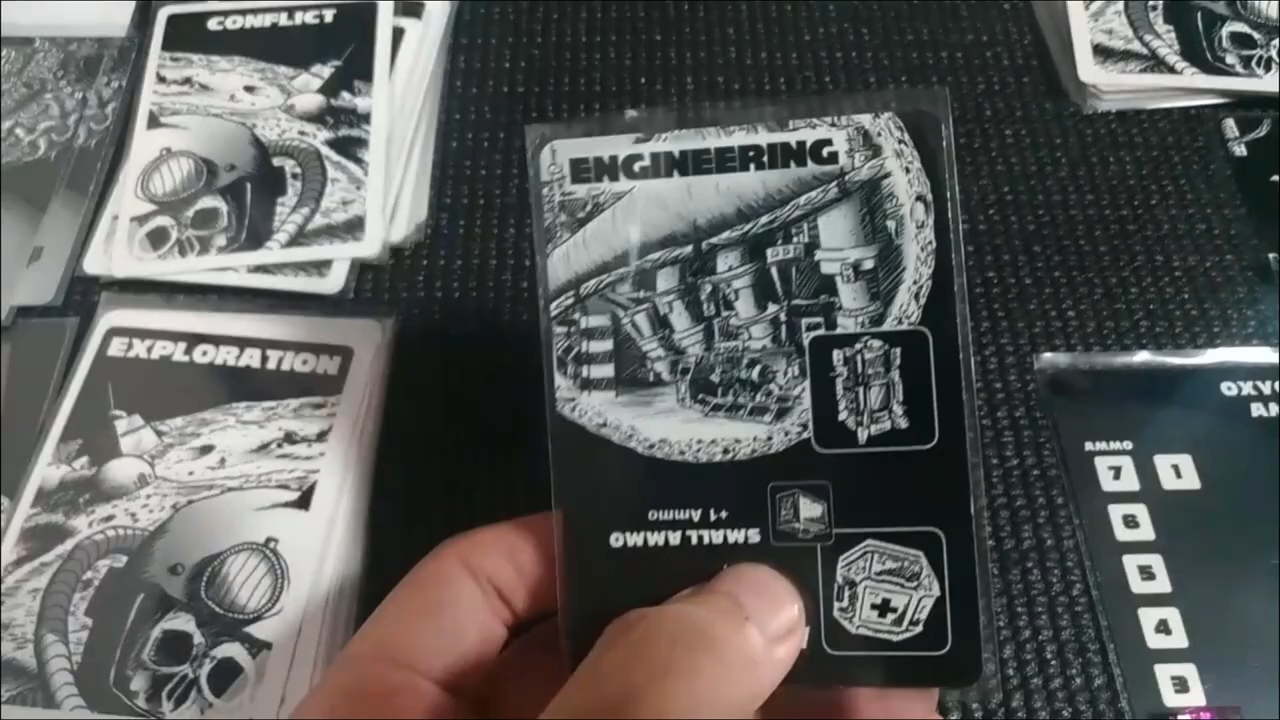 CONFLICT
EXPLORATION
ENGINEERING
SMALL AMMO
+1 Ammo
AMMO
7 1
6
5
4
3